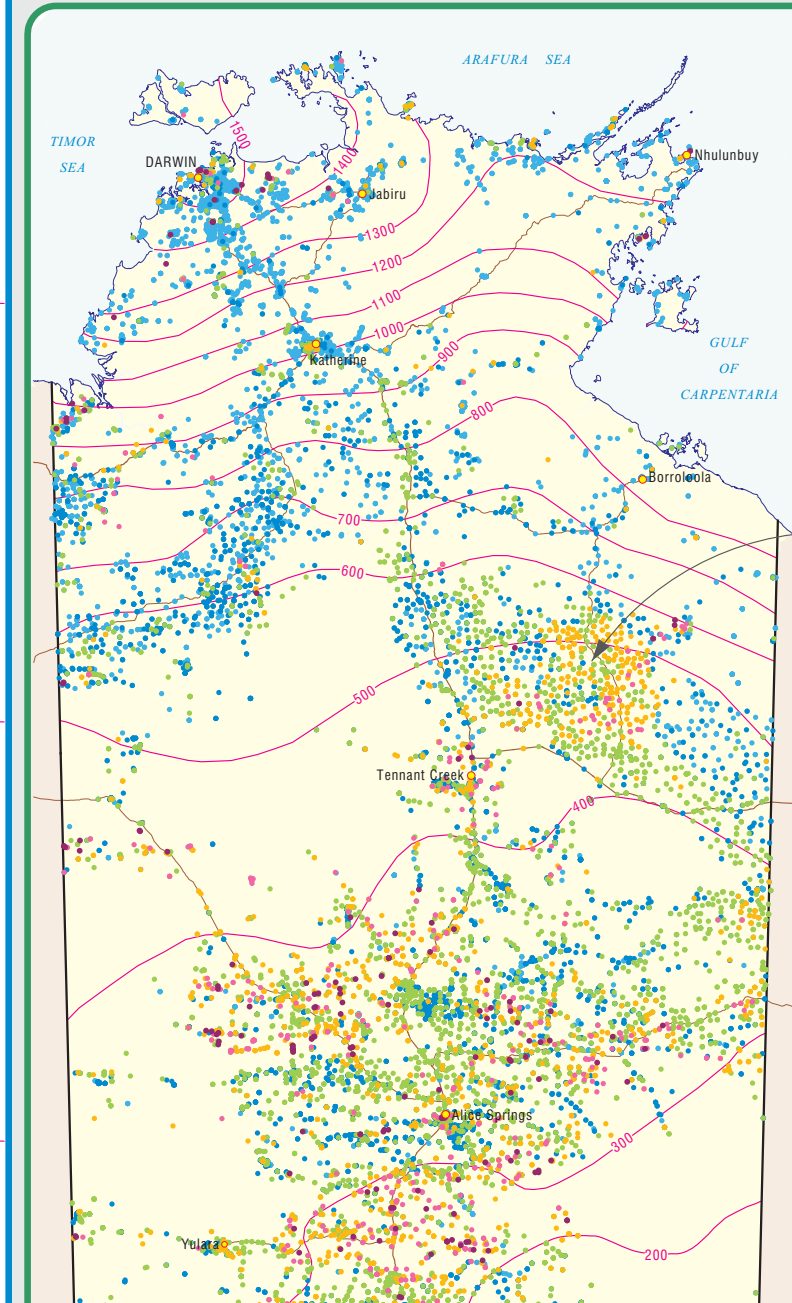 ARAFURA SEA
TIMOR
SEA
1500
DARWIN
1400
Nhulunbuy
Jabiru
1300
1200
1100
1000
900
Katherine
GULF
OF
CARPENTARIA
800
Borroloola
700
600
500
Tennant Creek
400
Alice Springs
300
Yulara
200